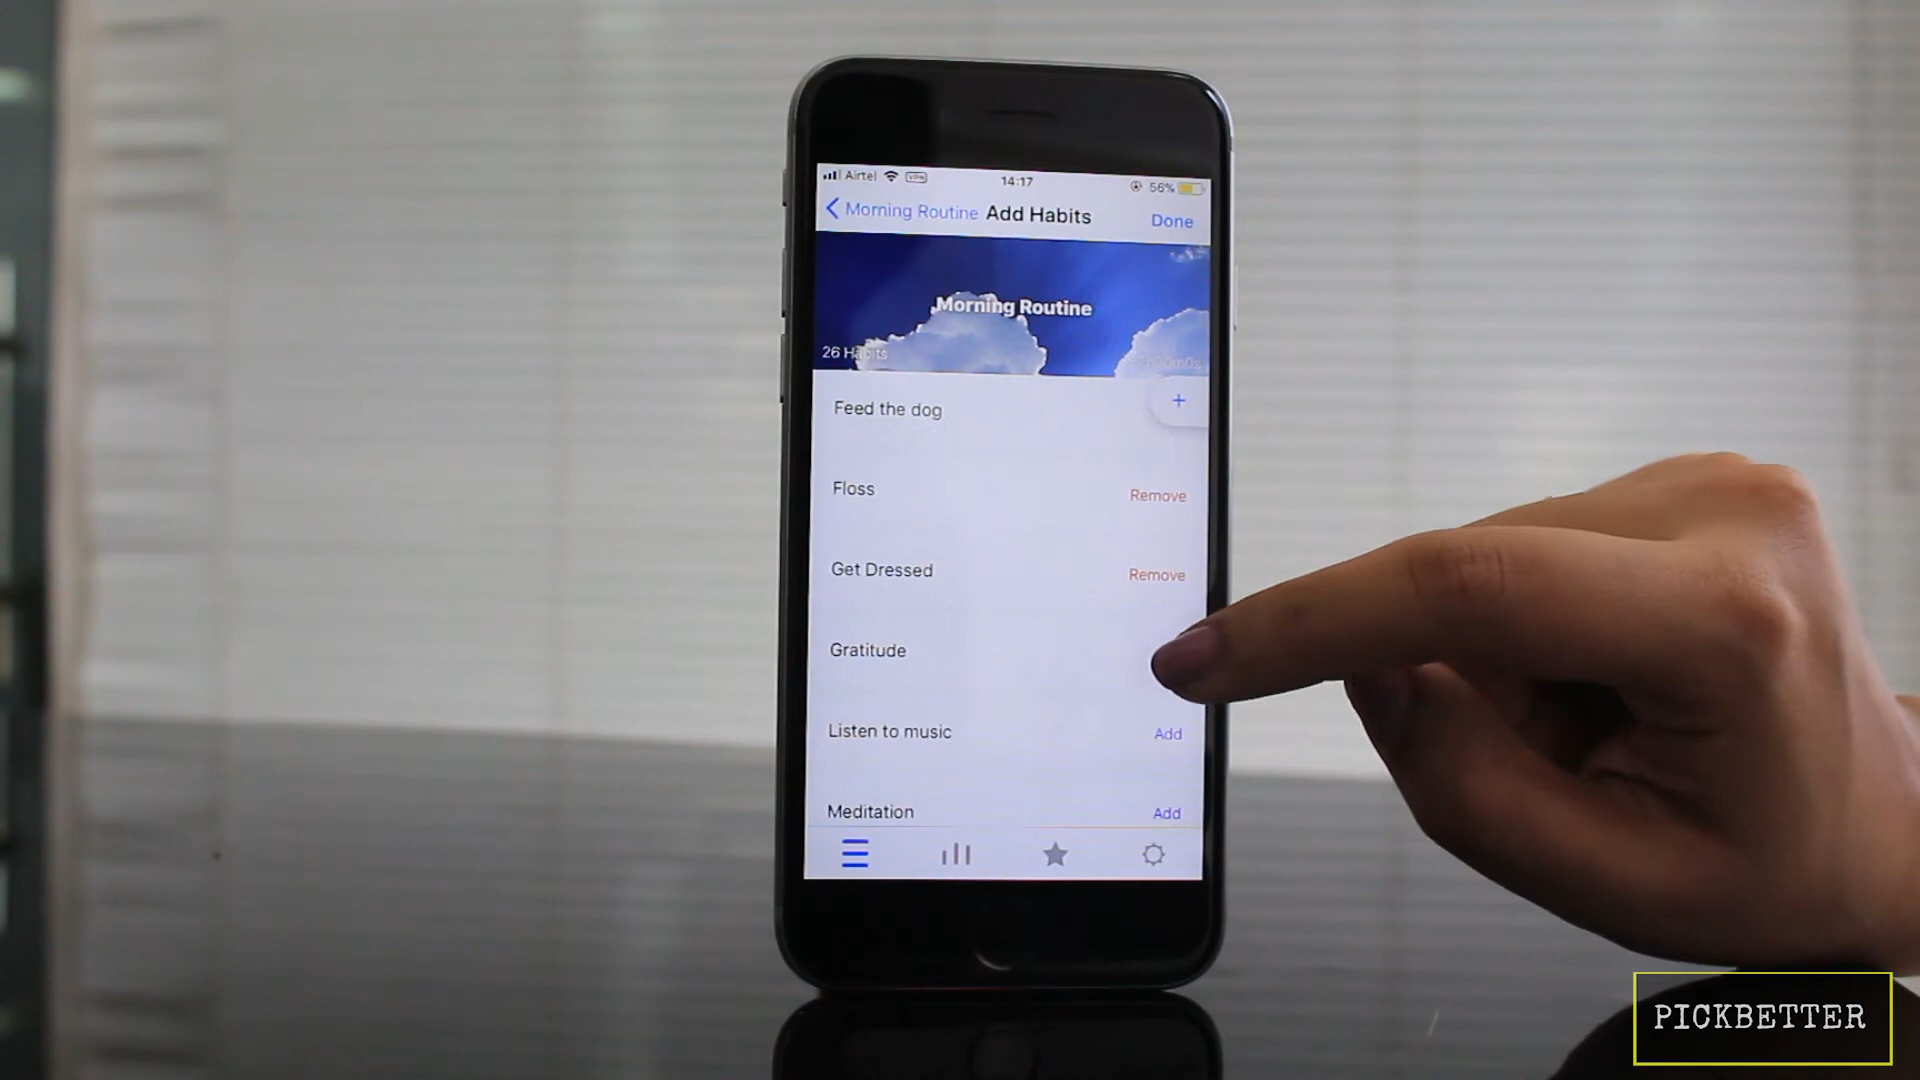 Airtel VPN 14:17 56%
Morning Routine Add Habits Done
Morning Routine
26 Habits
Feed the dog
+
Floss Remove
Get Dressed Remove
Gratitude
Listen to music Add
Meditation Add
PICKBETTER